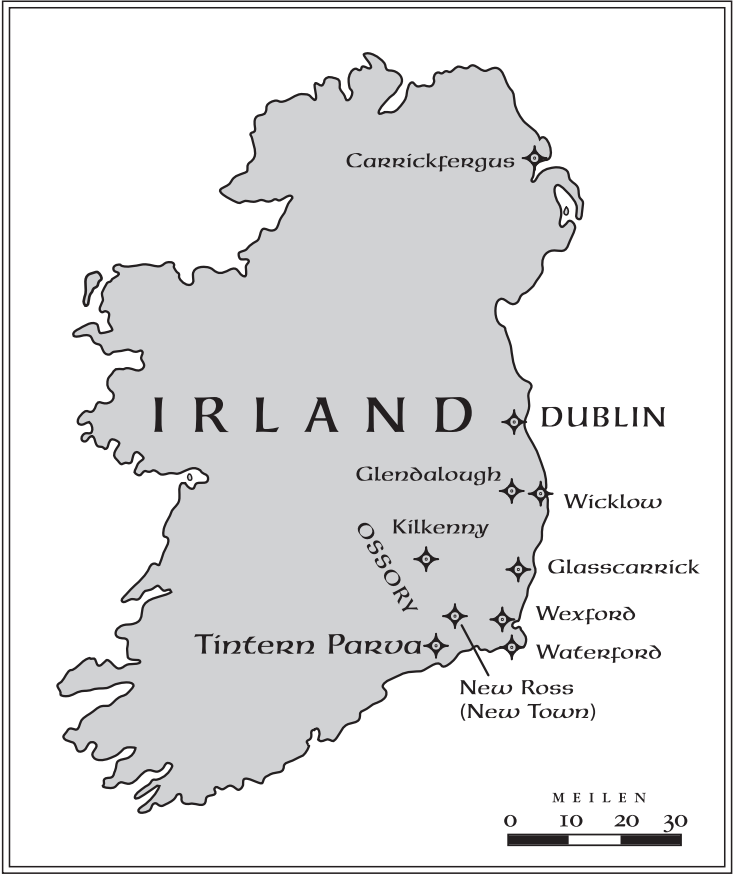 Carrickfergus
IRLAND
DUBLIN
Glendalough
Wicklow
Kilkenny
OSSORY
Glasscarrick
Wexford
Tintern Parva
Waterford
New Ross
(New Town)
MEILEN
0 10 20 30